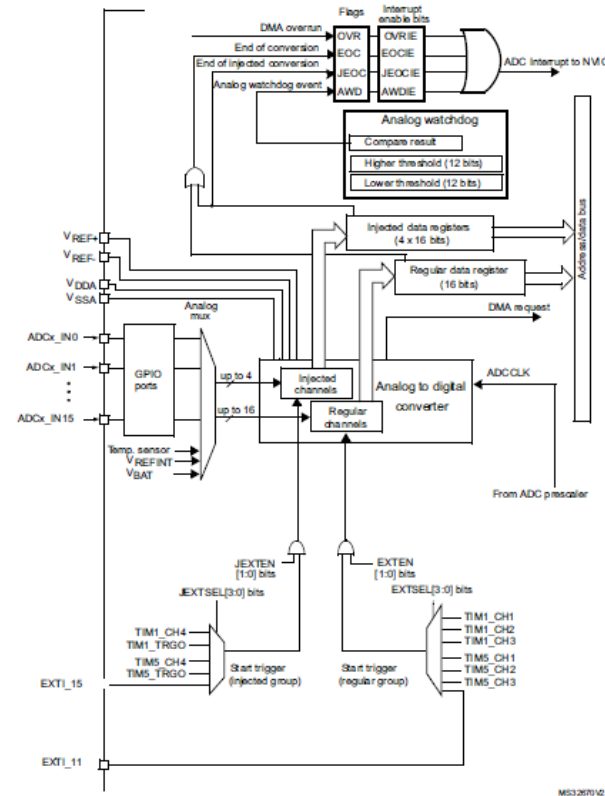 Flags
Interrupt
enable bits
DMA overrun
End of conversion
End of injected conversion
Analog watchdog event
OVR
EOC
JEOC
AWD
OVRIE
EOCIE
JEOCIE
AWDIE
ADC Interrupt to NVIC
Analog watchdog
Compare result
Higher threshold (12 bits)
Lower threshold (12 bits)
Address/data bus
Injected data registers
(4 x 16 bits)
Regular data register
(16 bits)
VREF+
VREF-
VDDA
VSSA
Analog
mux
DMA request
ADCx_IN0
ADCx_IN1
ADCx_IN15
GPIO
ports
up to 4
up to 16
Injected
channels
Regular
channels
Analog to digital
converter
ADCCLK
Temp. sensor
VREFINT
VBAT
From ADC prescaler
JEXTEN
[1:0] bits
EXTEN
[1:0] bits
JEXTSEL[3:0] bits
EXTSEL[3:0] bits
TIM1_CH4
TIM1_TRGO
TIM5_CH4
TIM5_TRGO
EXTI_15
Start trigger
(injected group)
Start trigger
(regular group)
TIM1_CH1
TIM1_CH2
TIM1_CH3
TIM5_CH1
TIM5_CH2
TIM5_CH3
EXTI_11
MS32670V2